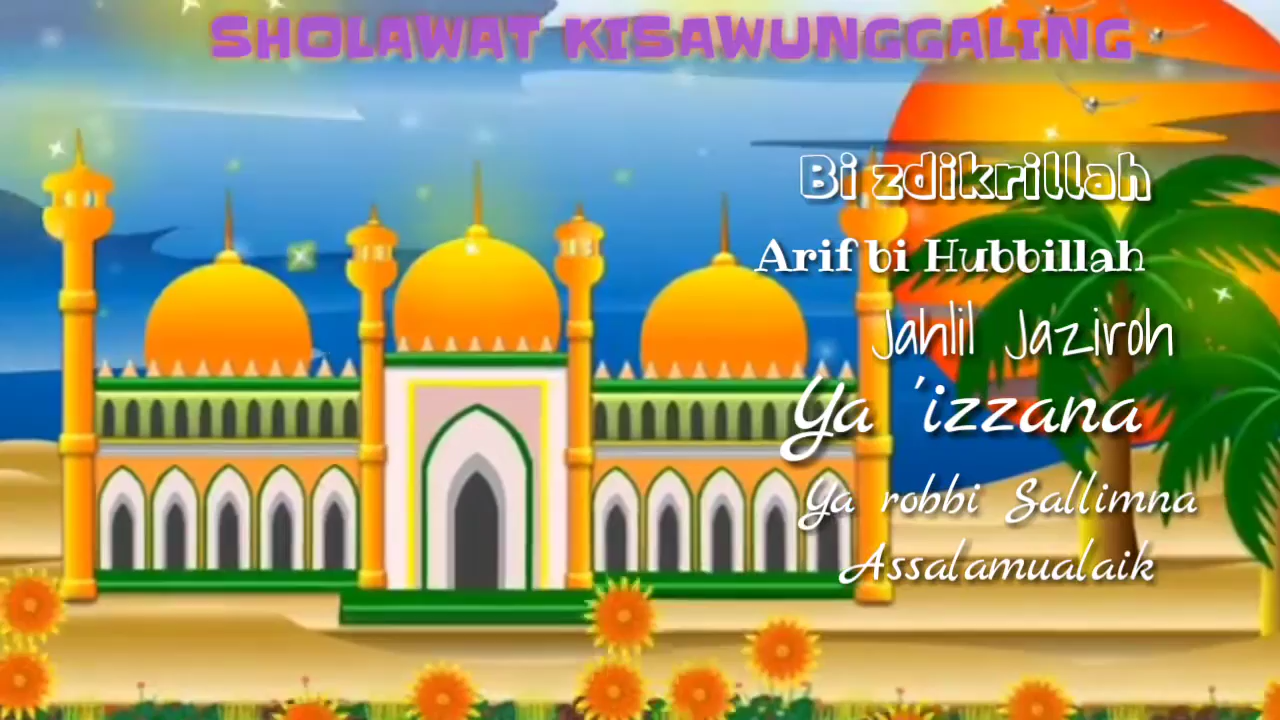 SHOLAWAT KISAWUNGGALING
Bi zdikrillah
Arif bi Hubbillah
Jahlil Jaziroh
Ya 'izzana
Ya robbi Sallimna
Assalamualaik